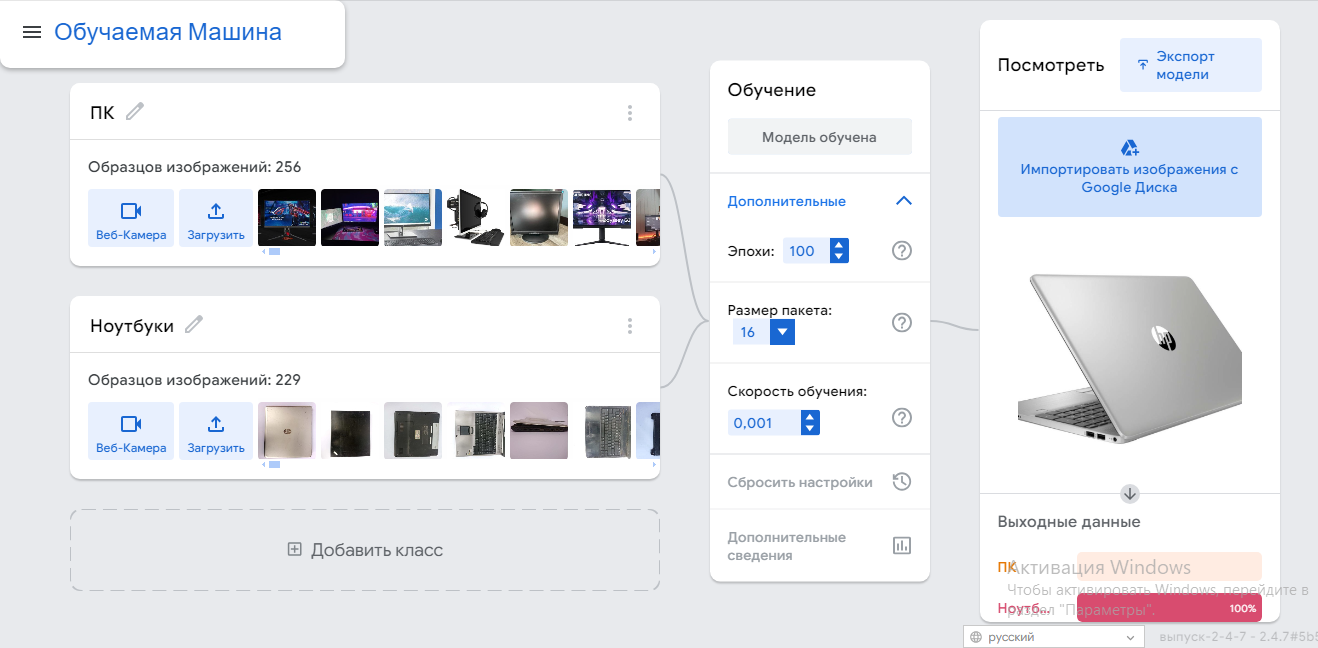 Обучаемая Машина
ПК
Образцов изображений: 256
Веб-Камера
Загрузить
Ноутбуки
Образцов изображений: 229
Веб-Камера
Загрузить
Добавить класс
Обучение
Модель обучена
Дополнительные
Эпохи: 100
Размер пакета:
16
Скорость обучения:
0,001
Сбросить настройки
Дополнительные
сведения
Посмотреть
Экспорт
модели
Импортировать изображения с
Google Диска
hp
Выходные данные
ПК
Ноутб...
100%
Активация Windows
Чтобы активировать Windows, перейдите в
раздел "Параметры".
русский
выпуск-2-4-7 - 2.4.7#5b5